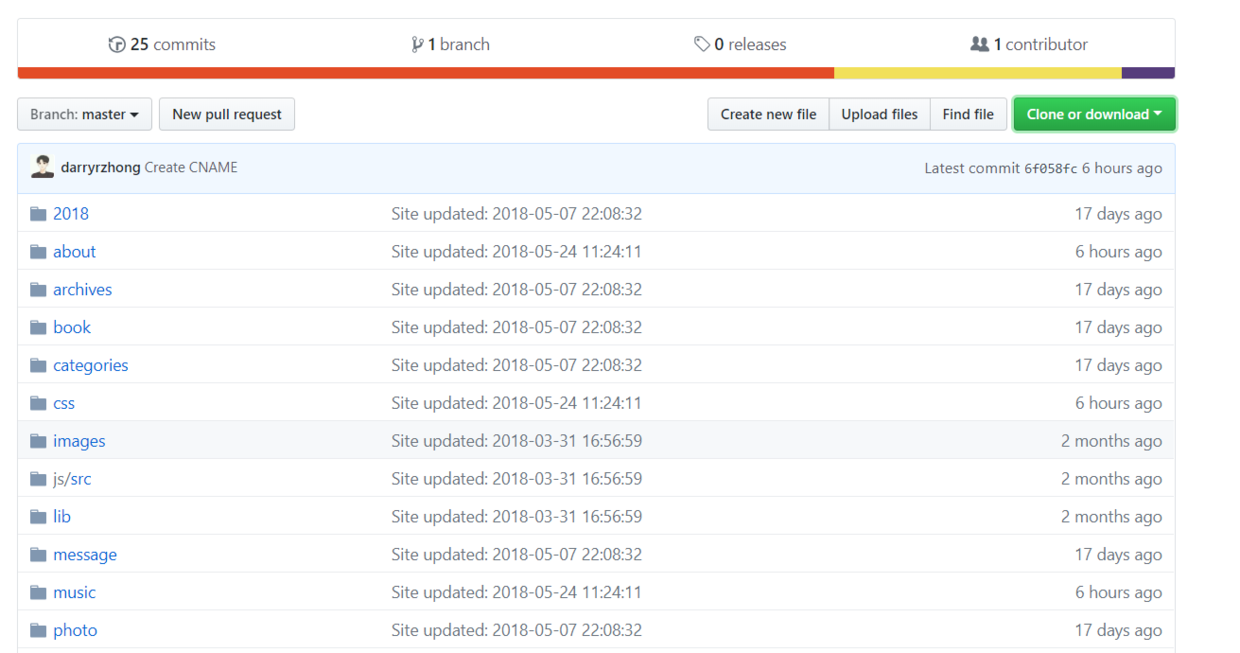 25 commits 1 branch 0 releases 1 contributor
Branch: master New pull request Create new file Upload files Find file Clone or download
darryrzhong Create CNAME Latest commit 6f058fc 6 hours ago
2018 Site updated: 2018-05-07 22:08:32 17 days ago
about Site updated: 2018-05-24 11:24:11 6 hours ago
archives Site updated: 2018-05-07 22:08:32 17 days ago
book Site updated: 2018-05-07 22:08:32 17 days ago
categories Site updated: 2018-05-07 22:08:32 17 days ago
css Site updated: 2018-05-24 11:24:11 6 hours ago
images Site updated: 2018-03-31 16:56:59 2 months ago
js/src Site updated: 2018-03-31 16:56:59 2 months ago
lib Site updated: 2018-03-31 16:56:59 2 months ago
message Site updated: 2018-05-07 22:08:32 17 days ago
music Site updated: 2018-05-24 11:24:11 6 hours ago
photo Site updated: 2018-05-07 22:08:32 17 days ago